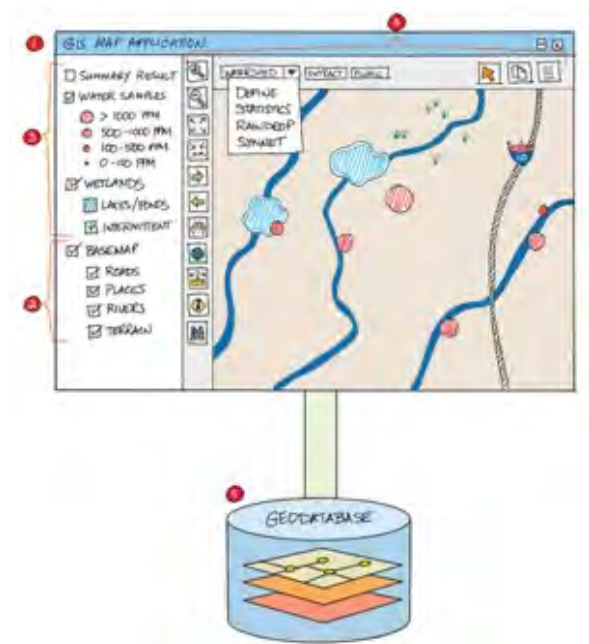 GIS MAP APPLICATION
SUMMARY RESULT
WATER SAMPLES
> 1000 PPM
500-1000 PPM
100-500 PPM
0-100 PPM
WETLANDS
LAKES/PONDS
INTERMITTENT
BASEMAP
ROADS
PLACES
RIVERS
TERRAIN
EXTRACT
DEFINE
STATISTICS
RAINDROP
GEODATABASE